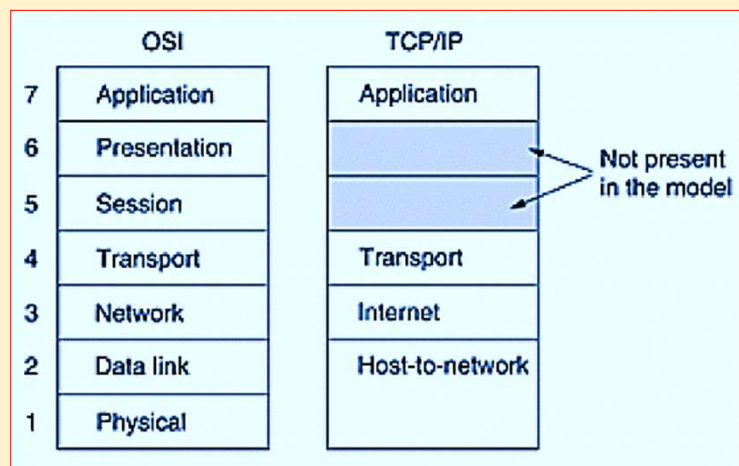 OSI TCP/IP
7 Application Application
6 Presentation
5 Session
Not present
in the model
4 Transport Transport
3 Network Internet
2 Data link Host-to-network
1 Physical